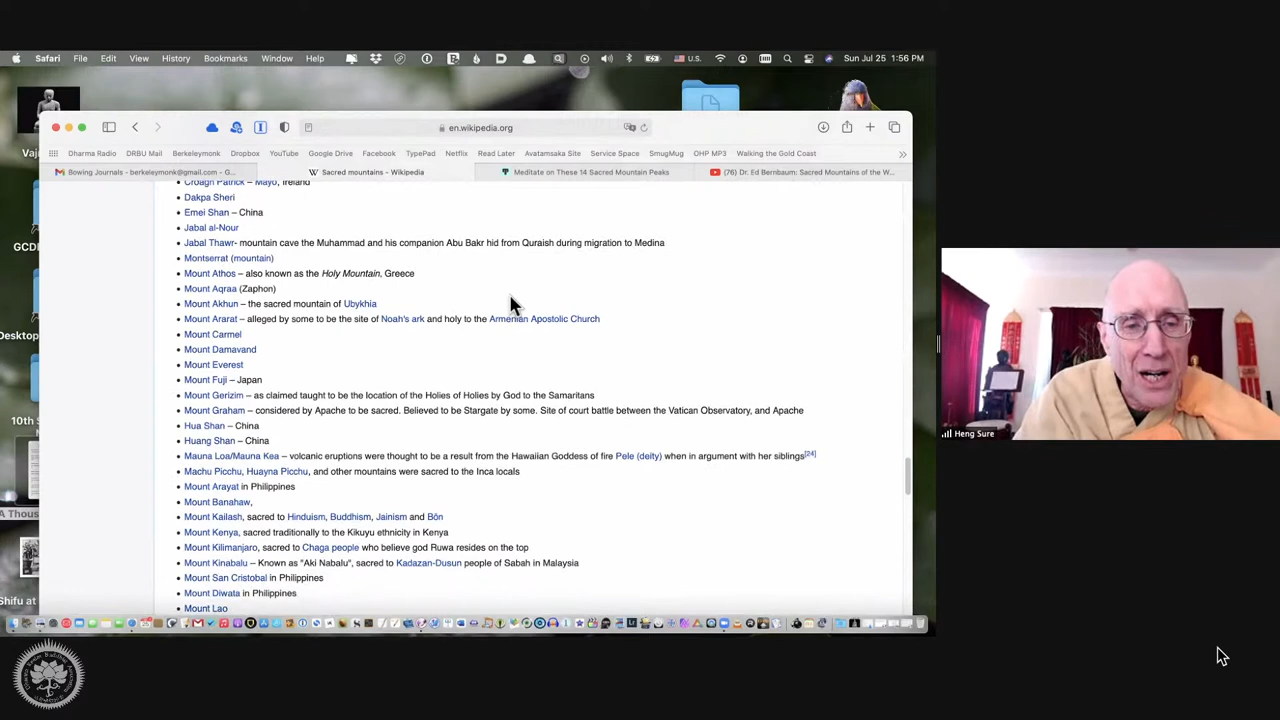 Safari File Edit View History Bookmarks Window Help U.S. Sun Jul 25 1:56 PM
en.wikipedia.org
Dharma Radio DRBU Mail Berkeleymonk Dropbox YouTube Google Drive Facebook TypePad Netflix Read Later Avatamsaka Site Service Space SmugMug OHP MP3 Walking the Gold Coast
Bowing Journals - berkeleymonk@gmail.com - G... Sacred mountains - Wikipedia Meditate on These 14 Sacred Mountain Peaks (76) Dr. Ed Bernbaum: Sacred Mountains of the W...
Croagh Patrick – Mayo, Ireland
Dakpa Sheri
Emei Shan – China
Jabal al-Nour
Jabal Thawr- mountain cave the Muhammad and his companion Abu Bakr hid from Quraish during migration to Medina
Montserrat (mountain)
Mount Athos – also known as the Holy Mountain, Greece
Mount Aqraa (Zaphon)
Mount Akhun – the sacred mountain of Ubykhia
Mount Ararat – alleged by some to be the site of Noah's ark and holy to the Armenian Apostolic Church
Mount Carmel
Mount Damavand
Mount Everest
Mount Fuji – Japan
Mount Gerizim – as claimed taught to be the location of the Holies of Holies by God to the Samaritans
Mount Graham – considered by Apache to be sacred. Believed to be Stargate by some. Site of court battle between the Vatican Observatory, and Apache
Hua Shan – China
Huang Shan – China
Mauna Loa/Mauna Kea – volcanic eruptions were thought to be a result from the Hawaiian Goddess of fire Pele (deity) when in argument with her siblings[24]
Machu Picchu, Huayna Picchu, and other mountains were sacred to the Inca locals
Mount Arayat in Philippines
Mount Banahaw,
Mount Kailash, sacred to Hinduism, Buddhism, Jainism and Bön
Mount Kenya, sacred traditionally to the Kikuyu ethnicity in Kenya
Mount Kilimanjaro, sacred to Chaga people who believe god Ruwa resides on the top
Mount Kinabalu – Known as "Aki Nabalu", sacred to Kadazan-Dusun people of Sabah in Malaysia
Mount San Cristobal in Philippines
Mount Diwata in Philippines
Mount Lao
Vaj
GCD
Desktop
10th S
A Thous
Shifu at
Heng Sure